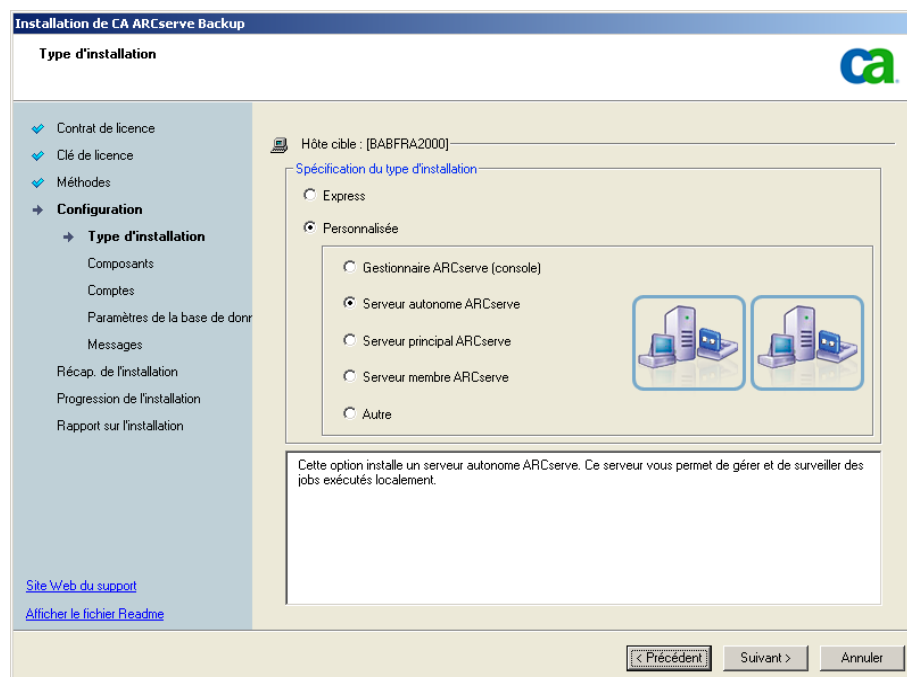 Installation de CA ARCserve Backup
Type d'installation
ca
Contrat de licence
Clé de licence
Méthodes
Configuration
Type d'installation
Composants
Comptes
Paramètres de la base de donr
Messages
Récap. de l'installation
Progression de l'installation
Rapport sur l'installation
Site Web du support
Afficher le fichier Readme
Hôte cible : [BABFRA2000]
Spécification du type d'installation
Express
Personnalisée
Gestionnaire ARCserve (console)
Serveur autonome ARCserve
Serveur principal ARCserve
Serveur membre ARCserve
Autre
Cette option installe un serveur autonome ARCserve. Ce serveur vous permet de gérer et de surveiller des
jobs exécutés localement.
< Précédent
Suivant >
Annuler